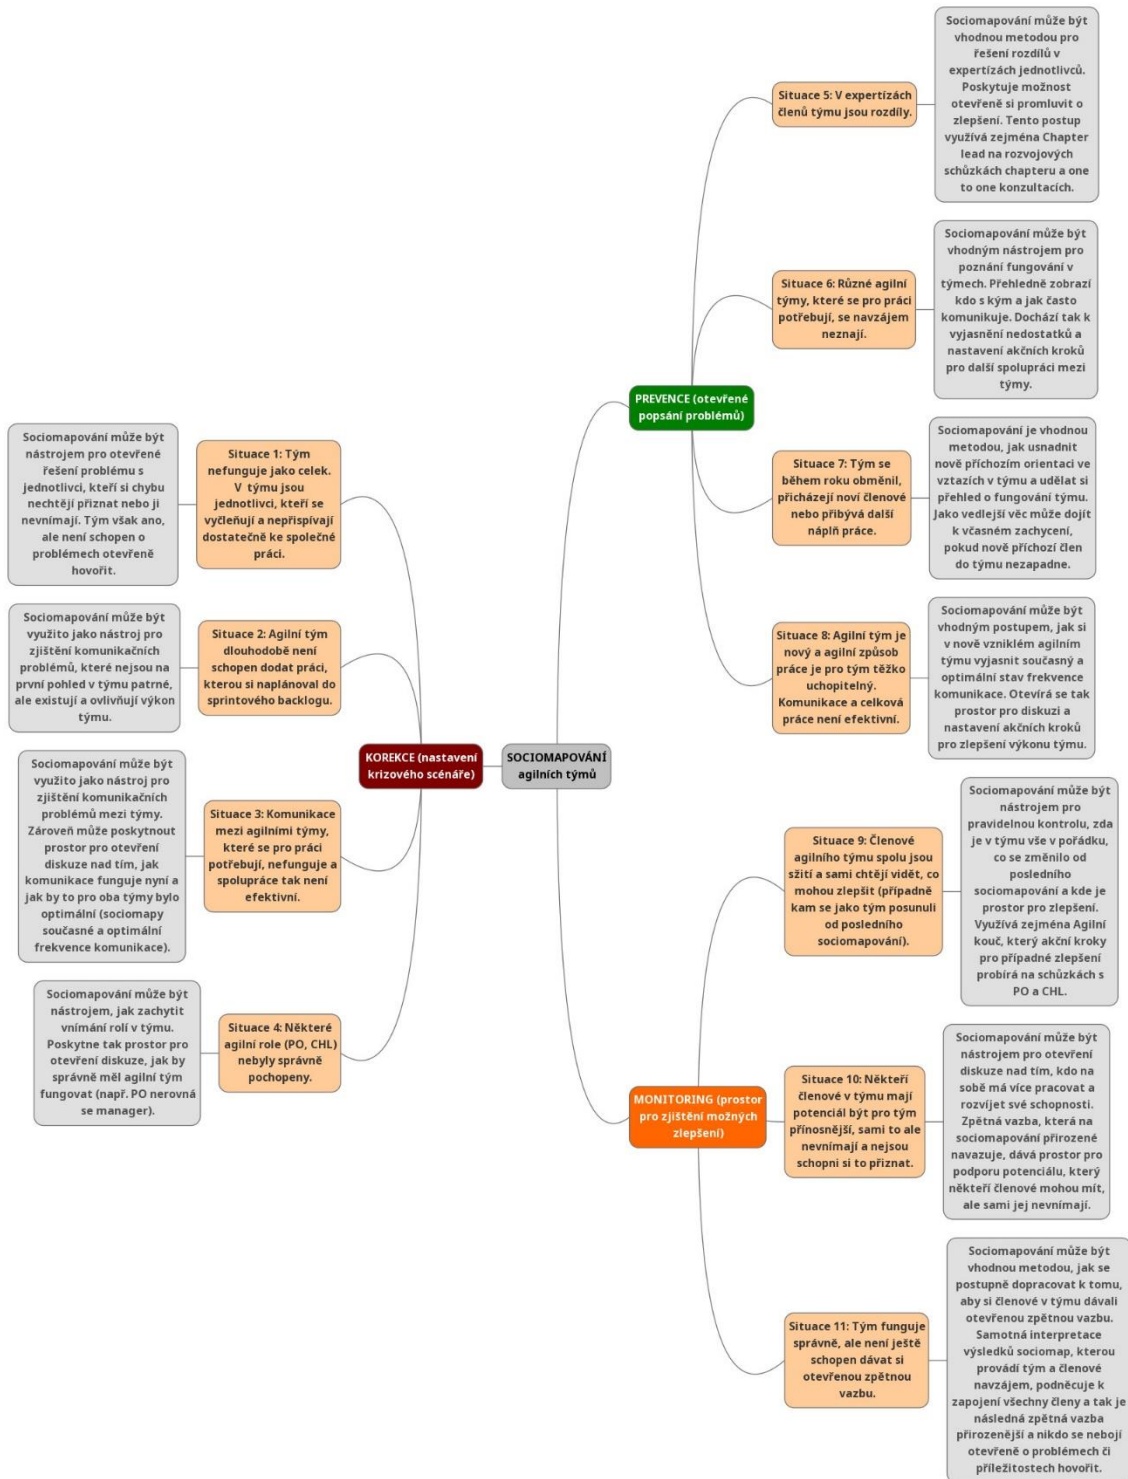 SOCIOMAPOVÁNÍ
agilních týmů
KOREKCE (nastavení
krizového scénáře)
Situace 1: Tým
nefunguje jako celek.
V týmu jsou
jednotlivci, kteří se
vyčleňují a nepřispívají
dostatečně ke společné
práci.
Sociomapování může být
nástrojem pro otevřené
řešení problému s
jednotlivci, kteří si chybu
nechtějí přiznat nebo ji
nevnímají. Tým však ano,
ale není schopen o
problémech otevřeně
hovořit.
Situace 2: Agilní tým
dlouhodobě není
schopen dodat práci,
kterou si naplánoval do
sprintového backlogu.
Sociomapování může být
využito jako nástroj pro
zjištění komunikačních
problémů, které nejsou na
první pohled v týmu patrné,
ale existují a ovlivňují výkon
týmu.
Situace 3: Komunikace
mezi agilními týmy,
které se pro práci
potřebují, nefunguje a
spolupráce tak není
efektivní.
Sociomapování může být
využito jako nástroj pro
zjištění komunikačních
problémů mezi týmy.
Zároveň může poskytnout
prostor pro otevření
diskuze nad tím, jak
komunikace funguje nyní a
jak by to pro oba týmy bylo
optimální (sociomapy
současné a optimální
frekvence komunikace).
Situace 4: Některé
agilní role (PO, CHL)
nebyly správně
pochopeny.
Sociomapování může být
nástrojem, jak zachytit
vnímání rolí v týmu.
Poskytne tak prostor pro
otevření diskuze, jak by
správně měl agilní tým
fungovat (např. PO nerovná
se manager).
PREVENCE (otevřené
popsání problémů)
Situace 5: V expertízách
členů týmu jsou rozdíly.
Sociomapování může být
vhodnou metodou pro
řešení rozdílů v
expertízách jednotlivců.
Poskytuje možnost
otevřeně si promluvit o
zlepšení. Tento postup
využívá zejména Chapter
lead na rozvojových
schůzkách chapteru a one
to one konzultacích.
Situace 6: Různé agilní
týmy, které se pro práci
potřebují, se navzájem
neznají.
Sociomapování může být
vhodným nástrojem pro
poznání fungování v
týmech. Přehledně zobrazí
kdo s kým a jak často
komunikuje. Dochází tak k
vyjasnění nedostatků a
nastavení akčních kroků
pro další spolupráci mezi
týmy.
Situace 7: Tým se
během roku obměnil,
přicházejí noví členové
nebo přibývá další
náplň práce.
Sociomapování je vhodnou
metodou, jak usnadnit
nově příchozím orientaci ve
vztazích v týmu a udělat si
přehled o fungování týmu.
Jako vedlejší věc může dojít
k včasném zachycení,
pokud nově příchozí člen
do týmu nezapadne.
Situace 8: Agilní tým je
nový a agilní způsob
práce je pro tým těžko
uchopitelný.
Komunikace a celková
práce není efektivní.
Sociomapování může být
vhodným postupem, jak si
v nově vzniklém agilním
týmu vyjasnit současný a
optimální stav frekvence
komunikace. Otevírá se tak
prostor pro diskuzi a
nastavení akčních kroků
pro zlepšení výkonu týmu.
MONITORING (prostor
pro zjištění možných
zlepšení)
Situace 9: Členové
agilního týmu spolu jsou
sžití a sami chtějí vidět, co
mohou zlepšit (případně
kam se jako tým posunuli
od posledního
sociomapování).
Sociomapování může být
nástrojem pro
pravidelnou kontrolu, zda
je v týmu vše v pořádku,
co se změnilo od
posledního
sociomapování a kde je
prostor pro zlepšení.
Využívá zejména Agilní
kouč, který akční kroky
pro případné zlepšení
probírá na schůzkách s
PO a CHL.
Situace 10: Někteří
členové v týmu mají
potenciál být pro tým
přínosnější, sami to ale
nevnímají a nejsou
schopni si to přiznat.
Sociomapování může být
nástrojem pro otevření
diskuze nad tím, kdo na
sobě má více pracovat a
rozvíjet své schopnosti.
Zpětná vazba, která na
sociomapování přirozené
navazuje, dává prostor pro
podporu potenciálu, který
někteří členové mohou mít,
ale sami jej nevnímají.
Situace 11: Tým funguje
správně, ale není ještě
schopen dávat si
otevřenou zpětnou
vazbu.
Sociomapování může být
vhodnou metodou, jak se
postupně dopracovat k tomu,
aby si členové v týmu dávali
otevřenou zpětnou vazbu.
Samotná interpretace
výsledků sociomap, kterou
provádí tým a členové
navzájem, podněcuje k
zapojení všechny členy a tak je
následná zpětná vazba
přirozenější a nikdo se nebojí
otevřeně o problémech či
příležitostech hovořit.